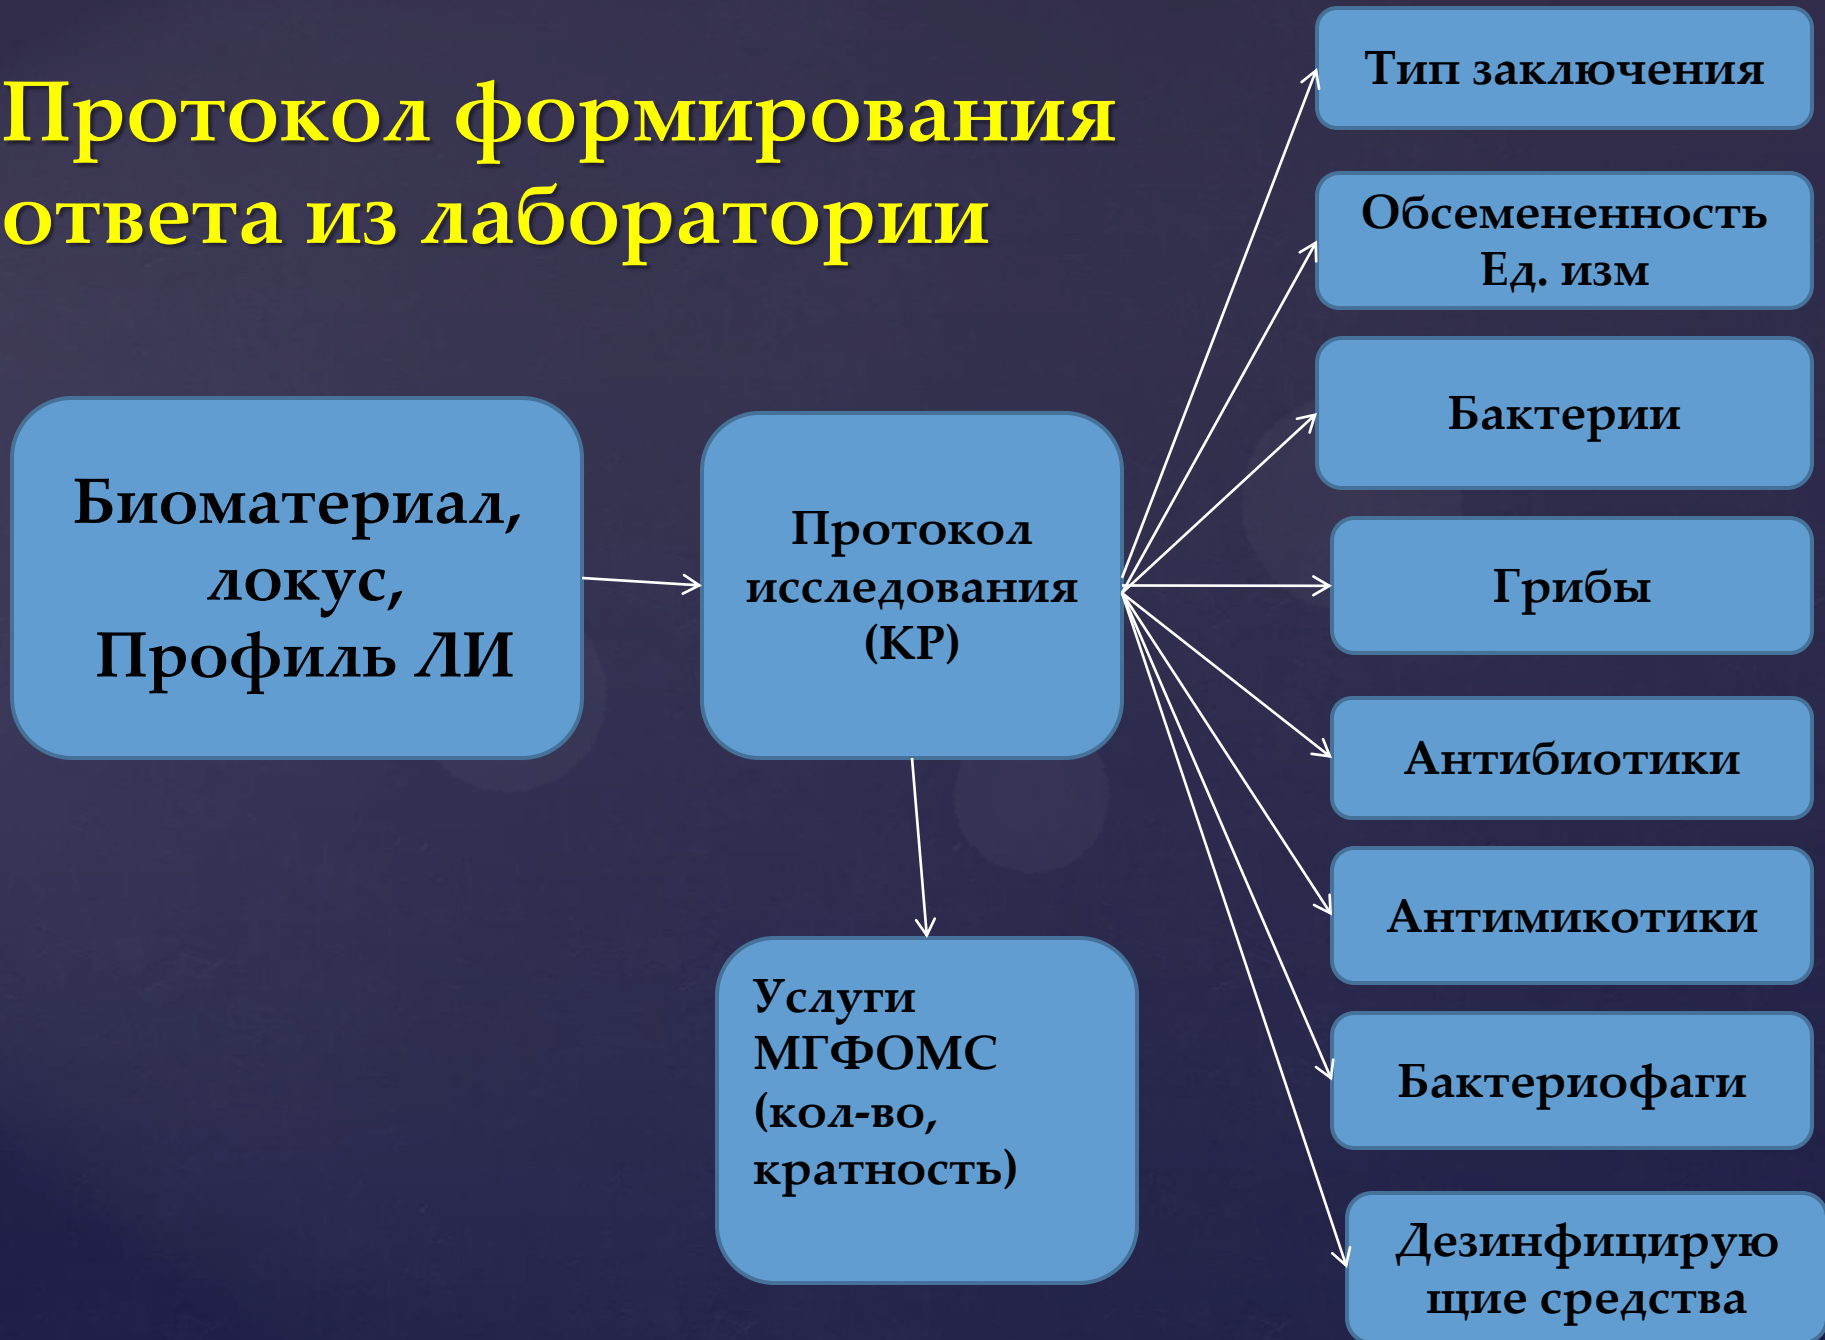 Протокол формирования
ответа из лаборатории
Биоматериал,
локус,
Профиль ЛИ
Протокол
исследования
(КР)
Услуги
МГФОМС
(кол-во,
кратность)
Тип заключения
Обсемененность
Ед. изм
Бактерии
Грибы
Антибиотики
Антимикотики
Бактериофаги
Дезинфицирую
щие средства